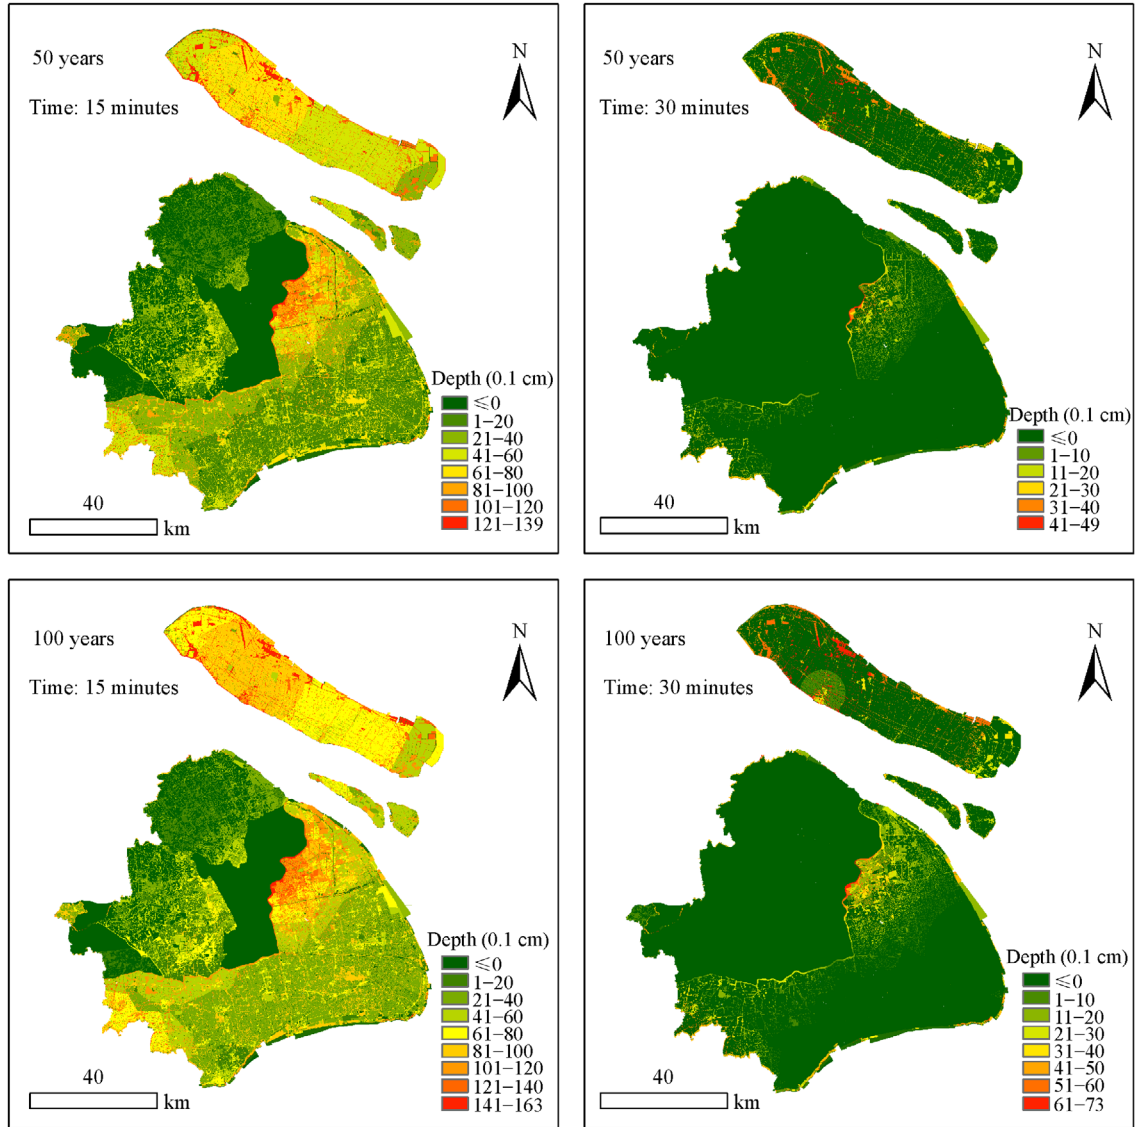 50 years
N
Time: 15 minutes
Depth (0.1 cm)
≤0
1–20
21–40
41–60
61–80
81–100
101–120
121–139
40
km
50 years
N
Time: 30 minutes
Depth (0.1 cm)
≤0
1–10
11–20
21–30
31–40
41–49
40
km
100 years
N
Time: 15 minutes
Depth (0.1 cm)
≤0
1–20
21–40
41–60
61–80
81–100
101–120
121–140
141–163
40
km
100 years
N
Time: 30 minutes
Depth (0.1 cm)
≤0
1–10
11–20
21–30
31–40
41–50
51–60
61–73
40
km